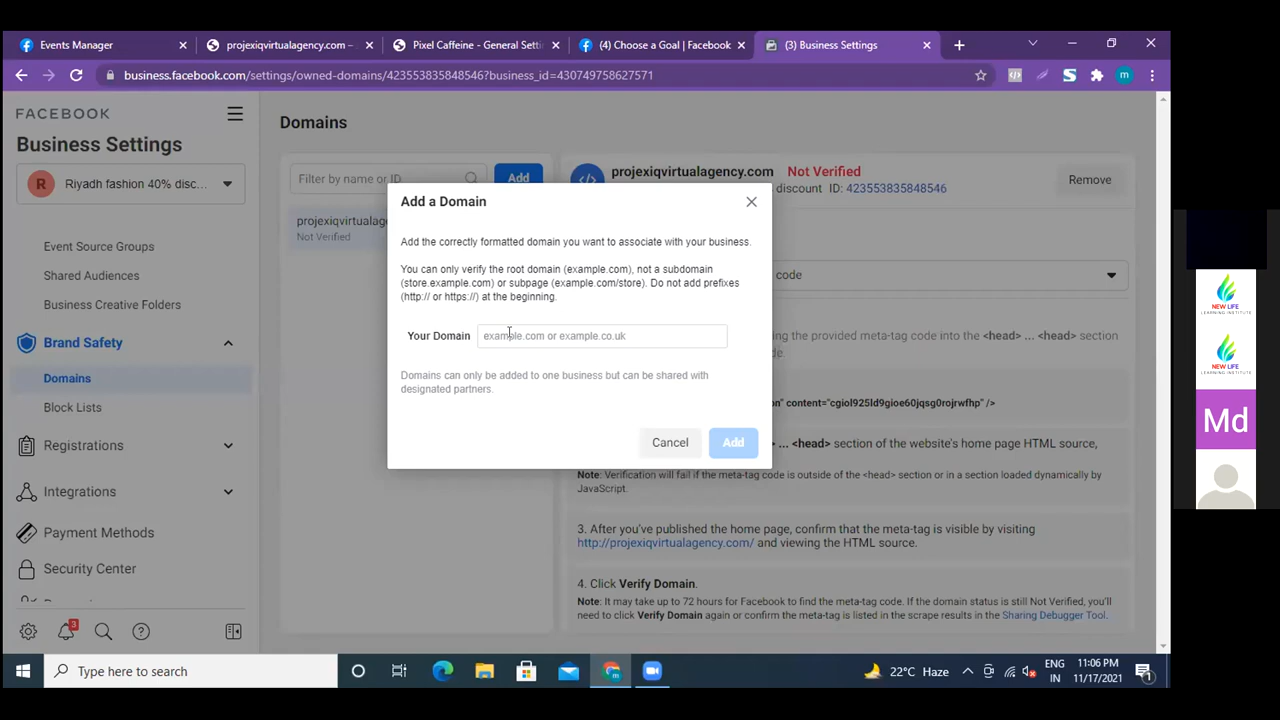 Events Manager
projexiqvirtualagency.com –
Pixel Caffeine - General Setti
(4) Choose a Goal | Facebook
(3) Business Settings
business.facebook.com/settings/owned-domains/423553835848546?business_id=430749758627571
m
FACEBOOK
Business Settings
R
Riyadh fashion 40% disc...
Event Source Groups
Shared Audiences
Business Creative Folders
Brand Safety
Domains
Block Lists
Registrations
Integrations
Payment Methods
Security Center
3
Domains
Filter by name or ID
Add
projexiqvirtualage
Not Verified
projexiqvirtualagency.com Not Verified
discount ID: 423553835848546
Remove
code
Add a Domain
Add the correctly formatted domain you want to associate with your business.
You can only verify the root domain (example.com), not a subdomain
(store.example.com) or subpage (example.com/store). Do not add prefixes
(http:// or https://) at the beginning.
Your Domain
example.com or example.co.uk
Domains can only be added to one business but can be shared with
designated partners.
Cancel
Add
ing the provided meta-tag code into the <head> ... <head> section
de.
on" content="cgiol925ld9gioe60jqsg0rojrwfhp" />
... <head> section of the website's home page HTML source,
Note: Verification will fail if the meta-tag code is outside of the <head> section or in a section loaded dynamically by
JavaScript.
3. After you've published the home page, confirm that the meta-tag is visible by visiting
http://projexiqvirtualagency.com/ and viewing the HTML source.
4. Click Verify Domain.
Note: It may take up to 72 hours for Facebook to find the meta-tag code. If the domain status is still Not Verified, you'll
need to click Verify Domain again or confirm the meta-tag is listed in the scrape results in the Sharing Debugger Tool.
NEW LIFE
LEARNING INSTITUTE
NEW LIFE
LEARNING INSTITUTE
Md
Type here to search
22°C Haze
ENG
IN
11:06 PM
11/17/2021
1